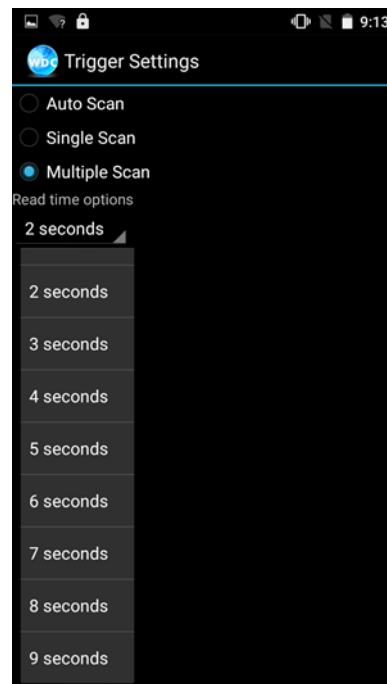 9:13
WDC Trigger Settings
Auto Scan
Single Scan
Multiple Scan
Read time options
2 seconds
2 seconds
3 seconds
4 seconds
5 seconds
6 seconds
7 seconds
8 seconds
9 seconds